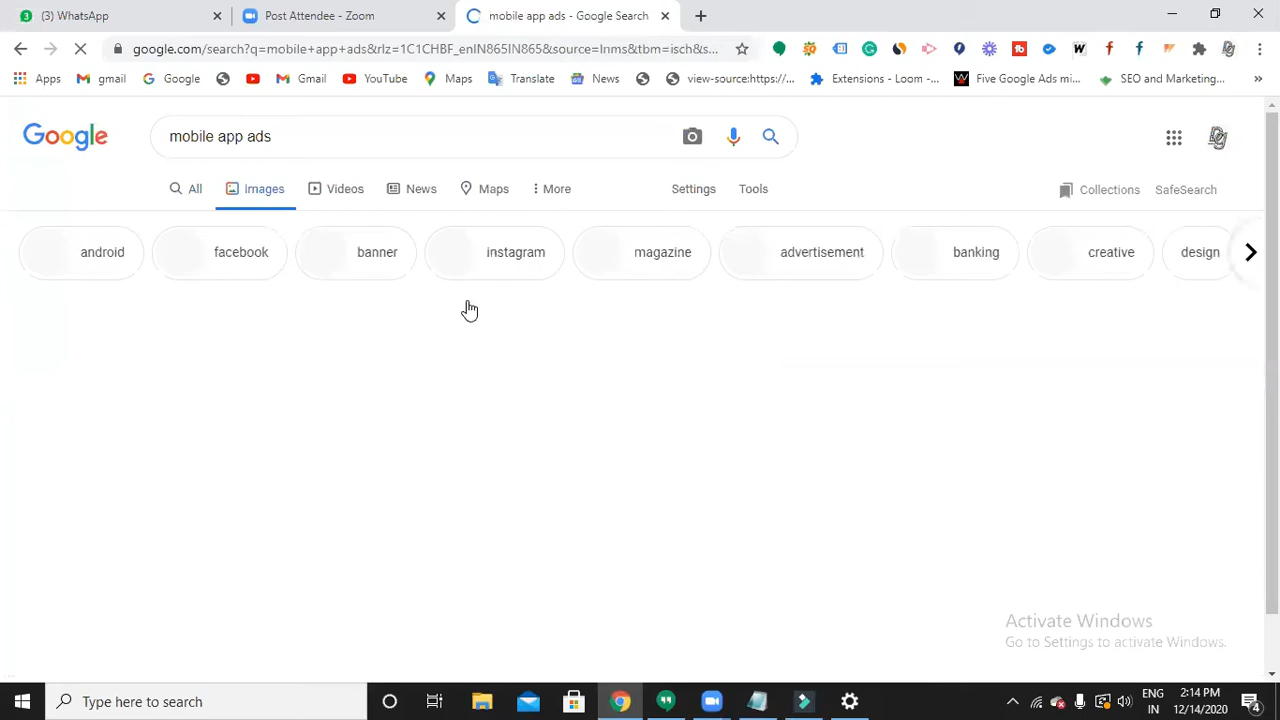 (3) WhatsApp
Post Attendee - Zoom
mobile app ads - Google Search
google.com/search?q=mobile+app+ads&rlz=1C1CHBF_enIN865IN865&source=lnms&tbm=isch&s...
Apps
gmail
Google
Gmail
YouTube
Maps
Translate
News
view-source:https://...
Extensions - Loom -...
Five Google Ads mi...
SEO and Marketing...
Google
mobile app ads
All
Images
Videos
News
Maps
More
Settings
Tools
Collections
SafeSearch
android
facebook
banner
instagram
magazine
advertisement
banking
creative
design
Activate Windows
Go to Settings to activate Windows.
Type here to search
ENG
IN
2:14 PM
12/14/2020
4